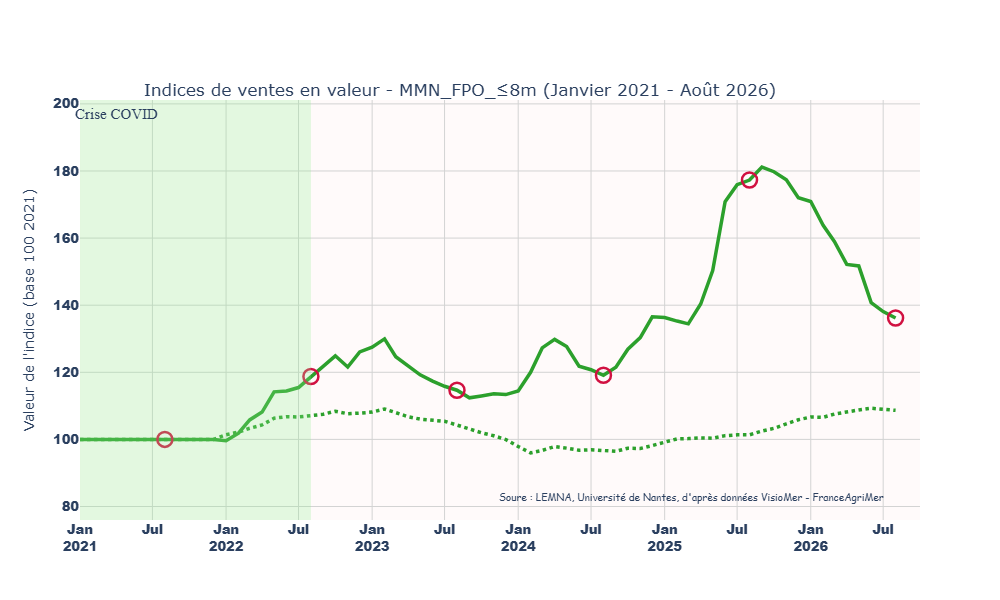 Indices de ventes en valeur - MMN_FPO_≤8m (Janvier 2021 - Août 2026)
Crise COVID
Valeur de l'indice (base 100 2021)
200
180
160
140
120
100
80
Jan Jul Jan Jul Jan Jul Jan Jul Jan Jul Jan Jul
2021 2022 2023 2024 2025 2026
Soure : LEMNA, Université de Nantes, d'après données VisioMer - FranceAgriMer